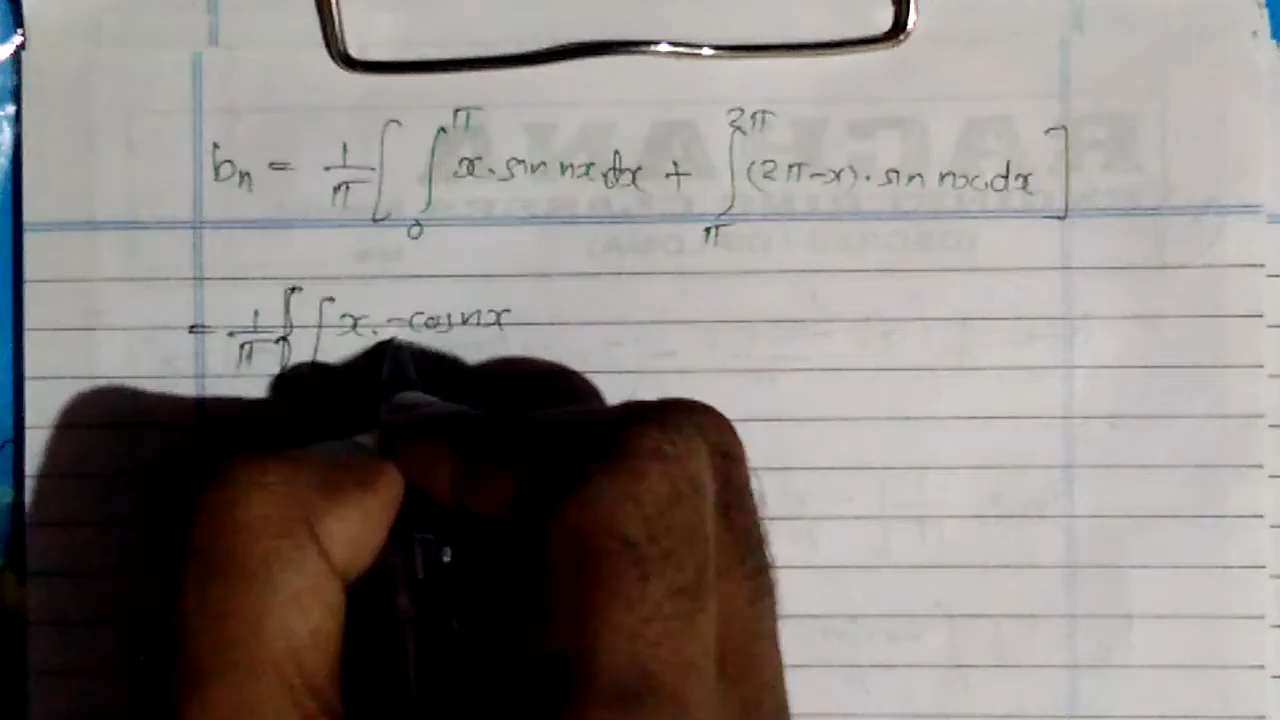 bn = 1/π [ ∫₀^π x. sin nx dx + ∫_π^2π (2π-x). sin nx. dx ]
= 1/π [ ∫ x. -cos nx